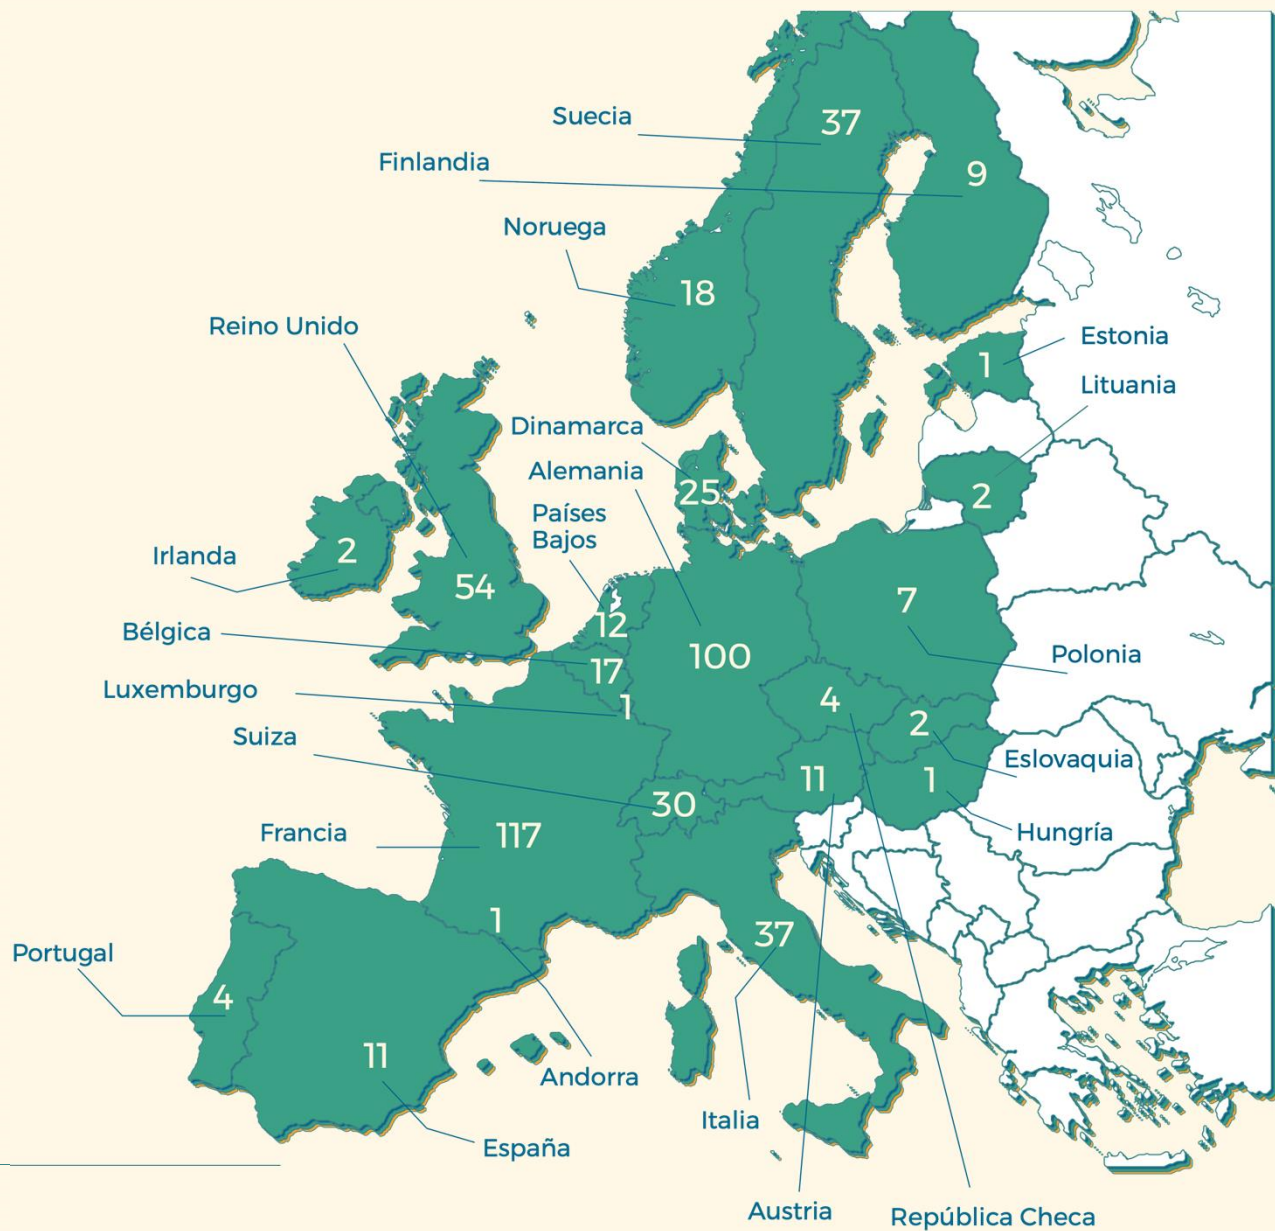 Suecia
37
Finlandia
9
Noruega
18
Reino Unido
Estonia
1
Lituania
Dinamarca
Alemania
25
2
Países
Bajos
Irlanda
2
54
7
12
Bélgica
100
Polonia
17
Luxemburgo
1
4
2
Suiza
Eslovaquia
11
1
30
Francia
117
Hungría
1
37
Portugal
4
11
Andorra
Italia
España
Austria
República Checa